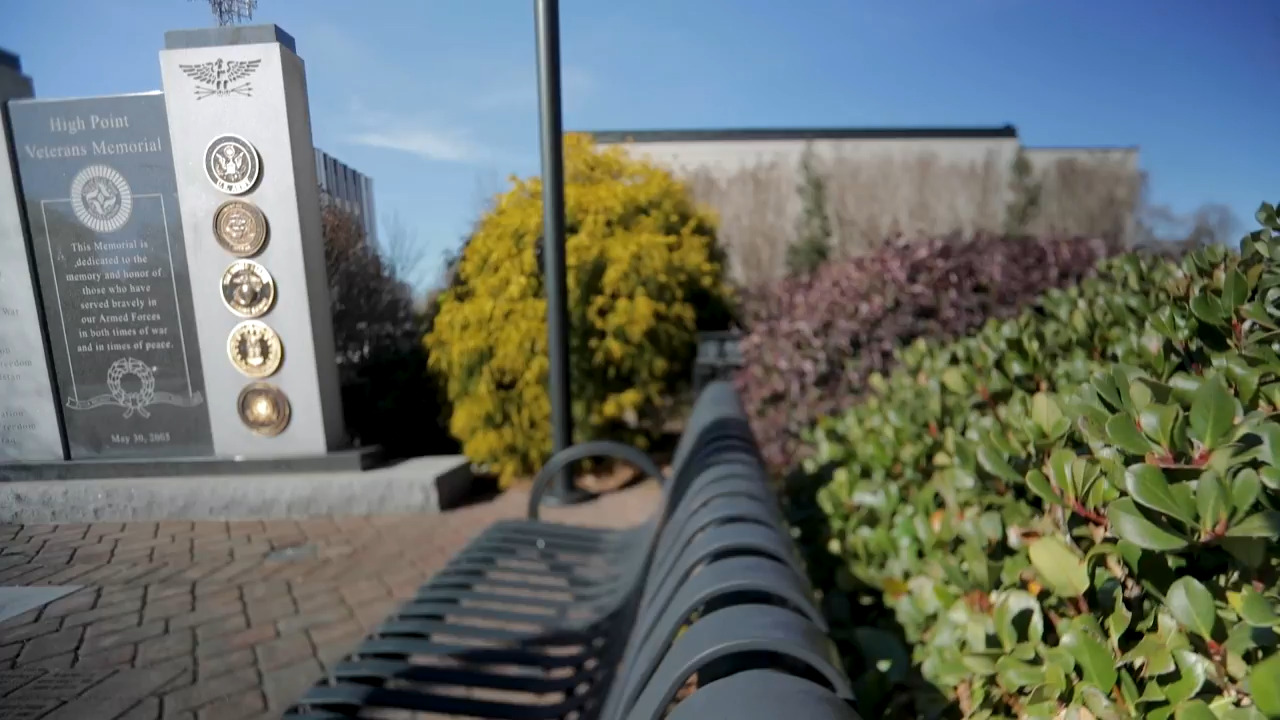 High Point
Veterans Memorial
This Memorial is
dedicated to the
memory and honor of
those who have
served bravely in
our Armed Forces
in both times of war
and in times of peace.
May 30, 2005
War